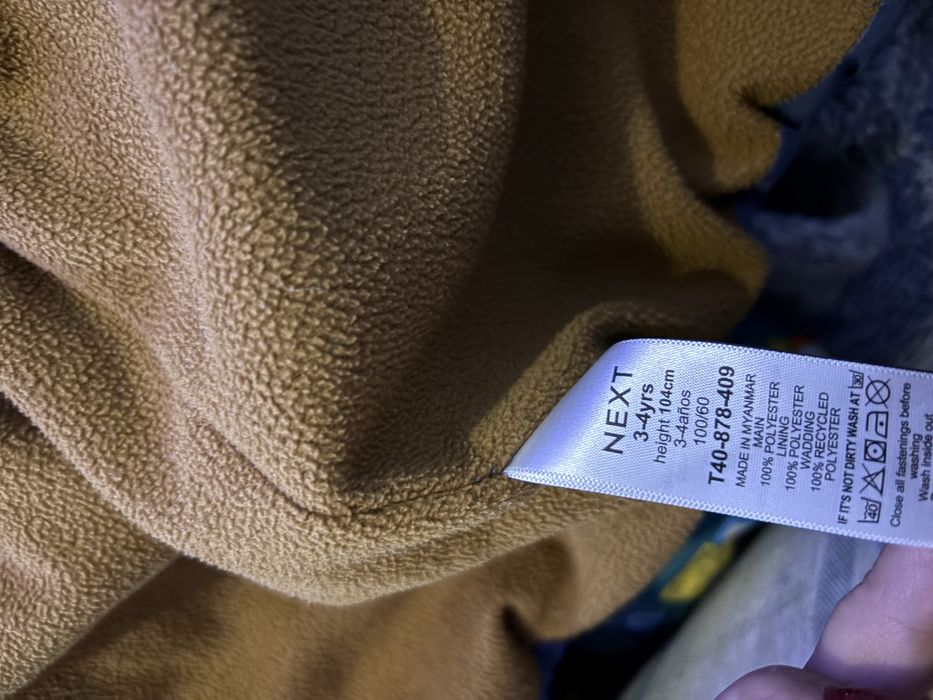 NEXT
3-4yrs
height 104cm
3-4años
100/60
T40-878-409
MADE IN MYANMAR
MAIN
100% POLYESTER
LINING
100% POLYESTER
WADDING
100% RECYCLED
POLYESTER
IF IT'S NOT DIRTY WASH AT 30
40
Close all fastenings before
washing
Wash inside out